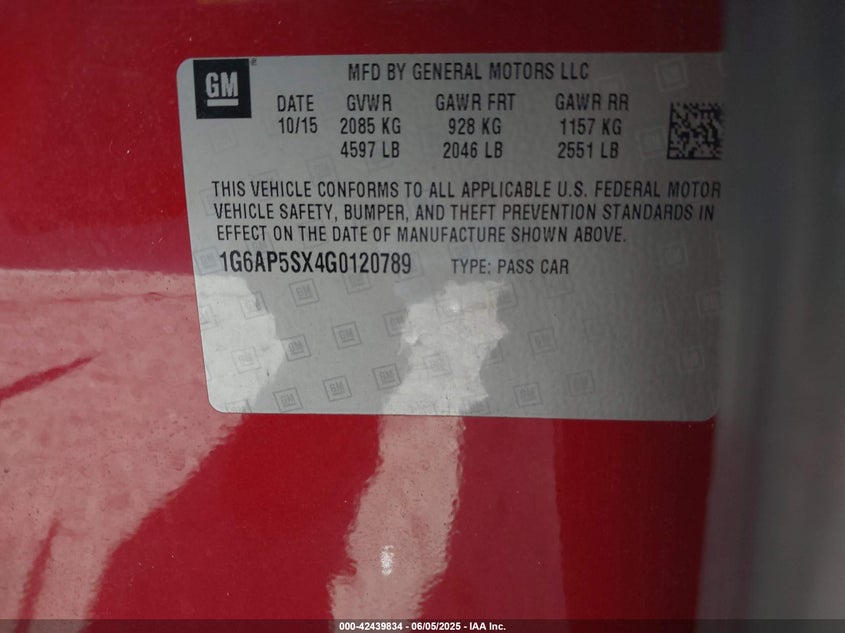 GM
MFD BY GENERAL MOTORS LLC
DATE GVWR GAWR FRT GAWR RR
10/15 2085 KG 928 KG 1157 KG
4597 LB 2046 LB 2551 LB
THIS VEHICLE CONFORMS TO ALL APPLICABLE U.S. FEDERAL MOTOR
VEHICLE SAFETY, BUMPER, AND THEFT PREVENTION STANDARDS IN
EFFECT ON THE DATE OF MANUFACTURE SHOWN ABOVE.
1G6AP5SX4G0120789 TYPE: PASS CAR
000-42439834 - 06/05/2025 - IAA Inc.